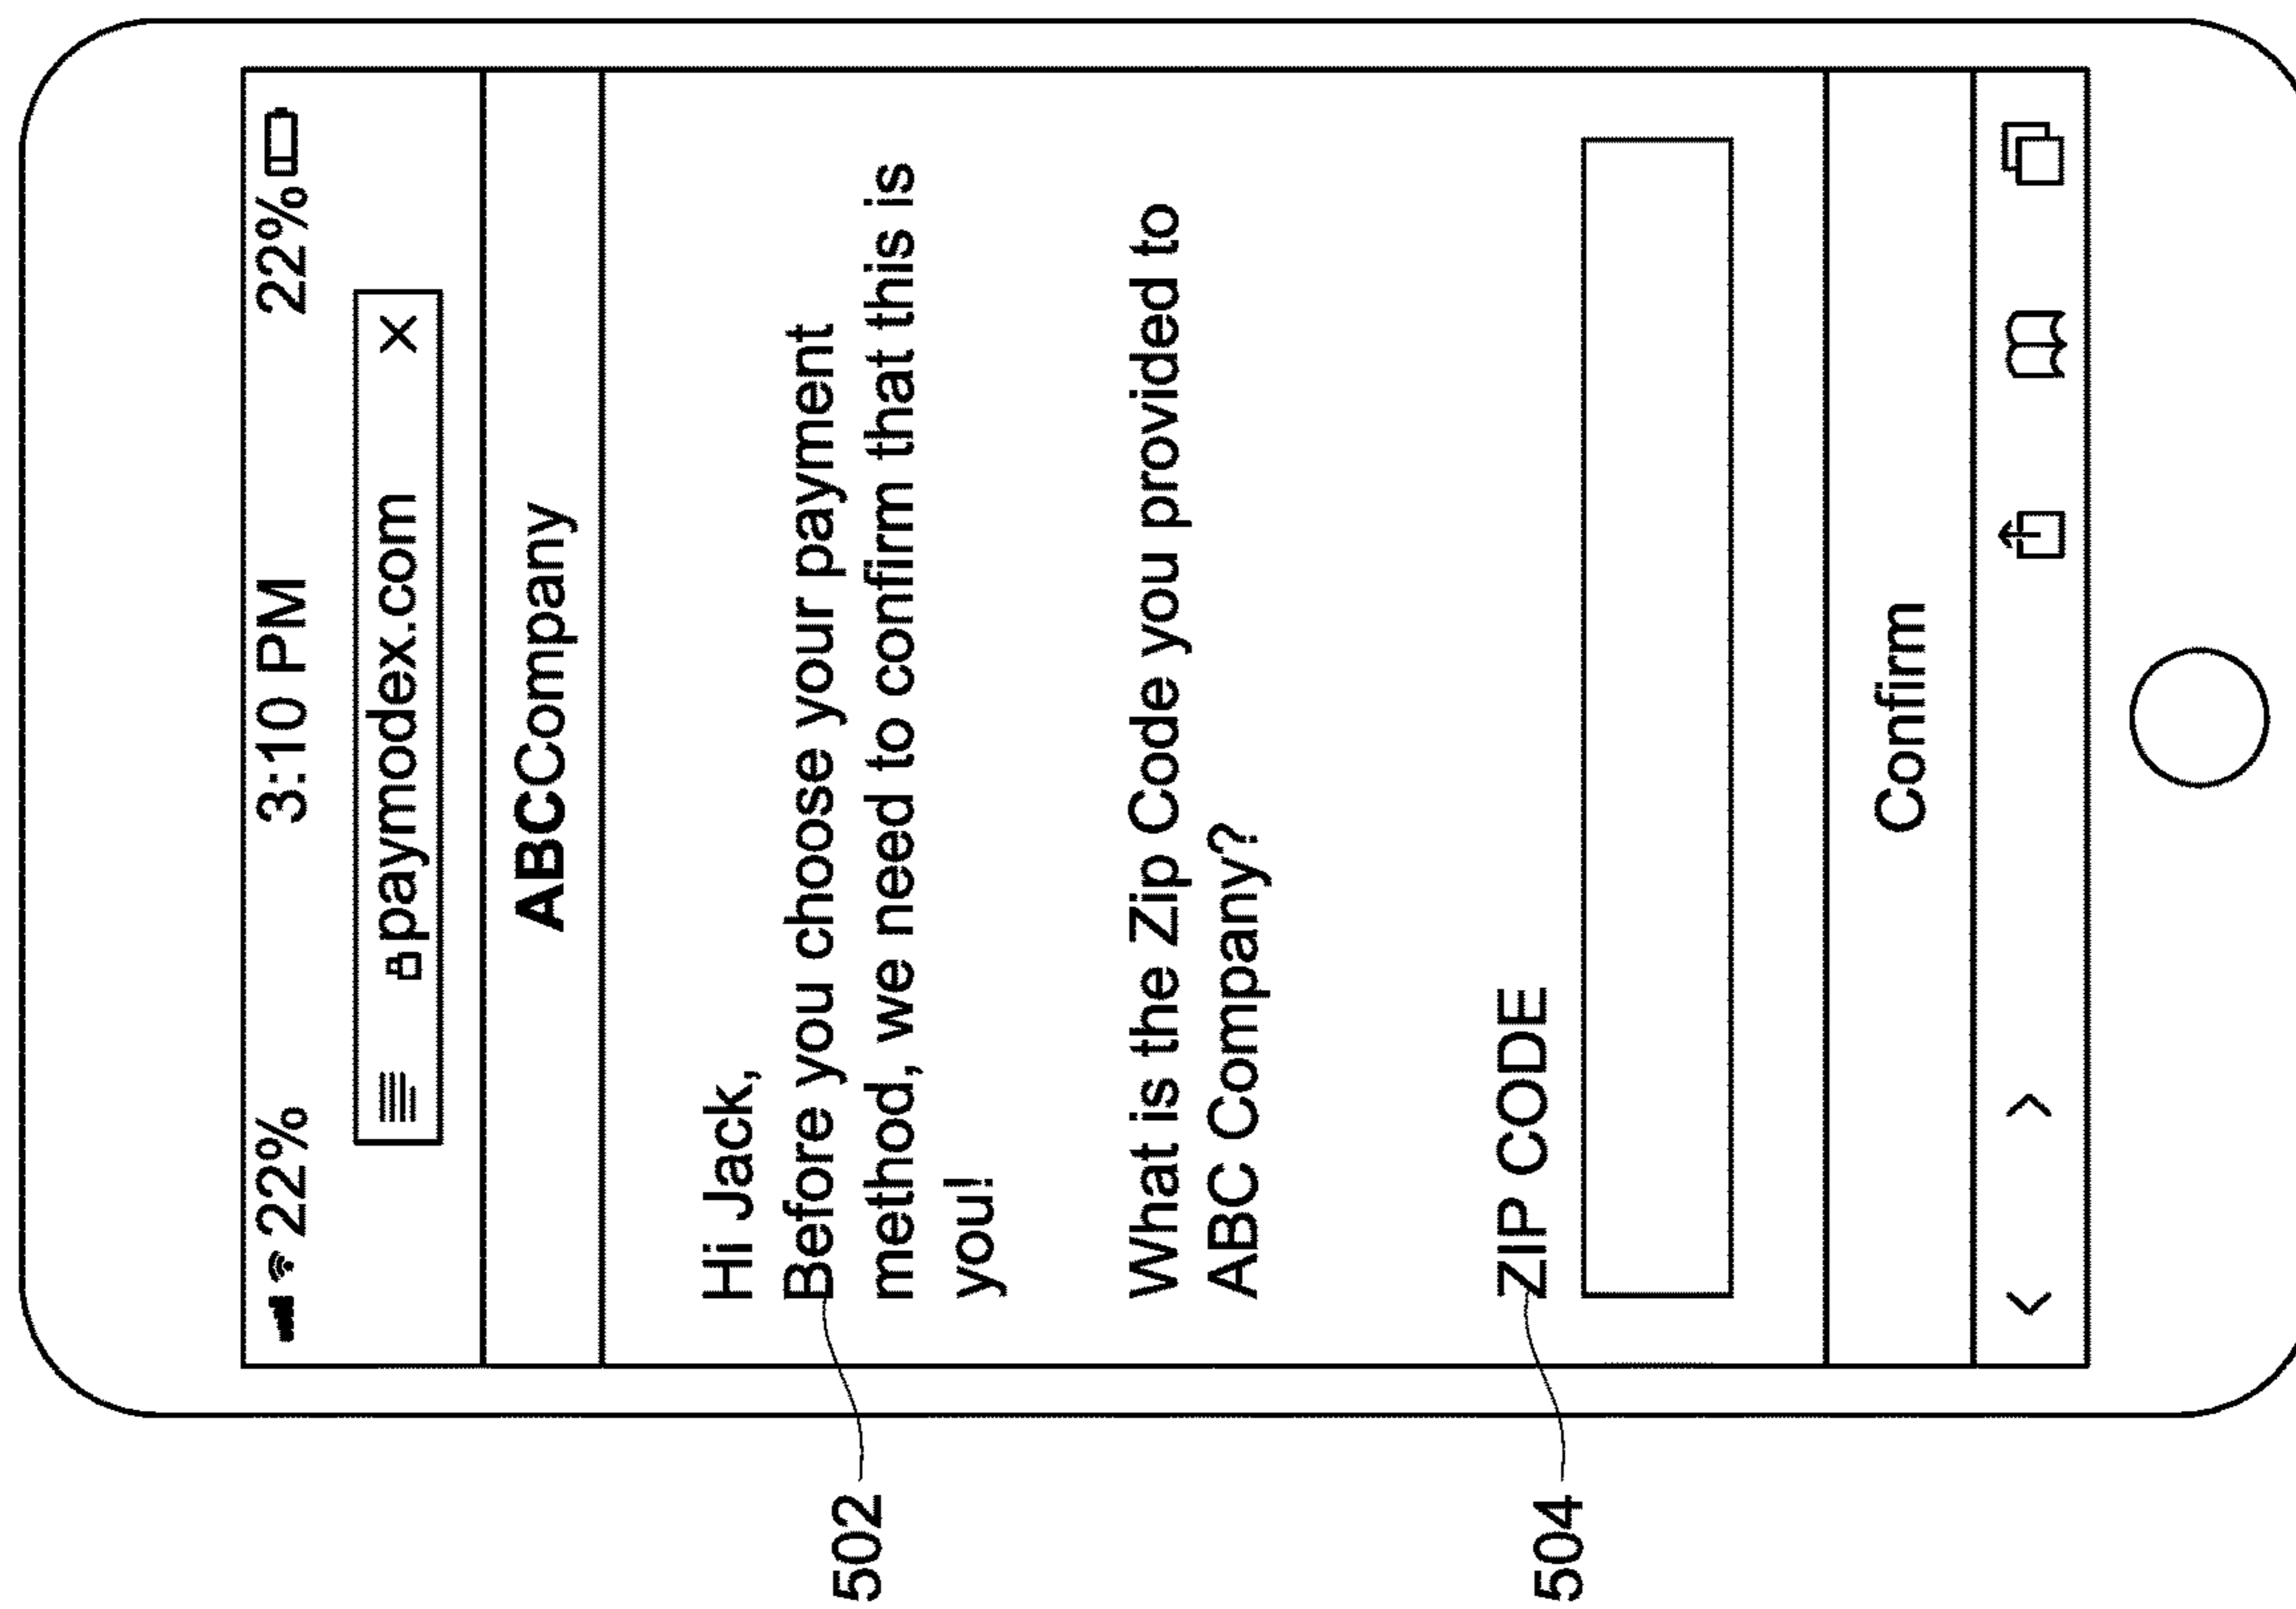 22% 3:10 PM 22%
paymodex.com X
ABCCompany
Hi Jack,
Before you choose your payment
method, we need to confirm that this is
you!
502
What is the Zip Code you provided to
ABC Company?
ZIP CODE
504
Confirm